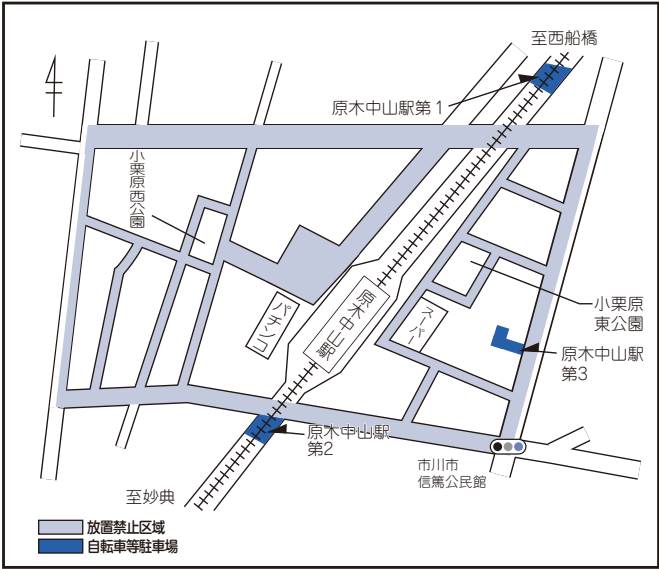 至西船橋
原木中山駅第1
小栗原西公園
小栗原
東公園
原木中山駅
スーパー
パチンコ
原木中山駅
第3
原木中山駅
第2
市川市
信篤公民館
至妙典
放置禁止区域
自転車等駐車場